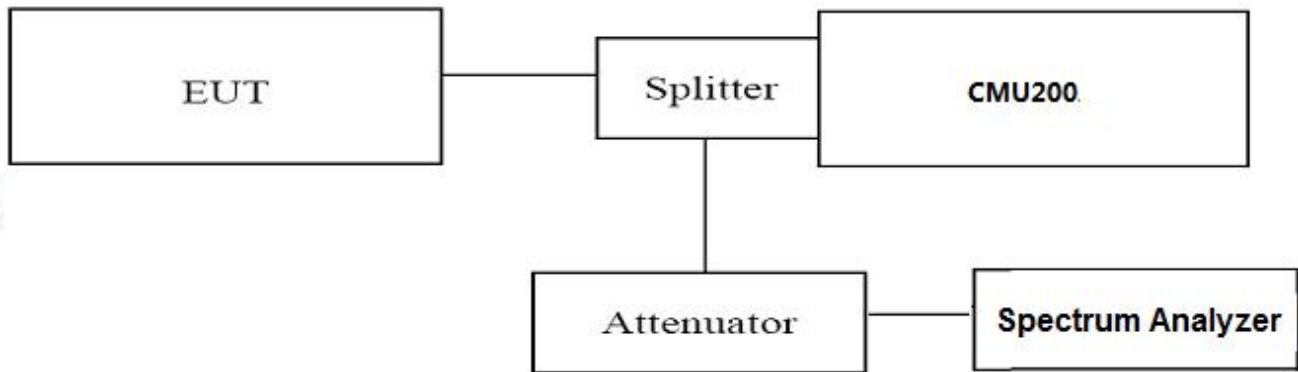 EUT
Splitter
CMU200
Attenuator
Spectrum Analyzer